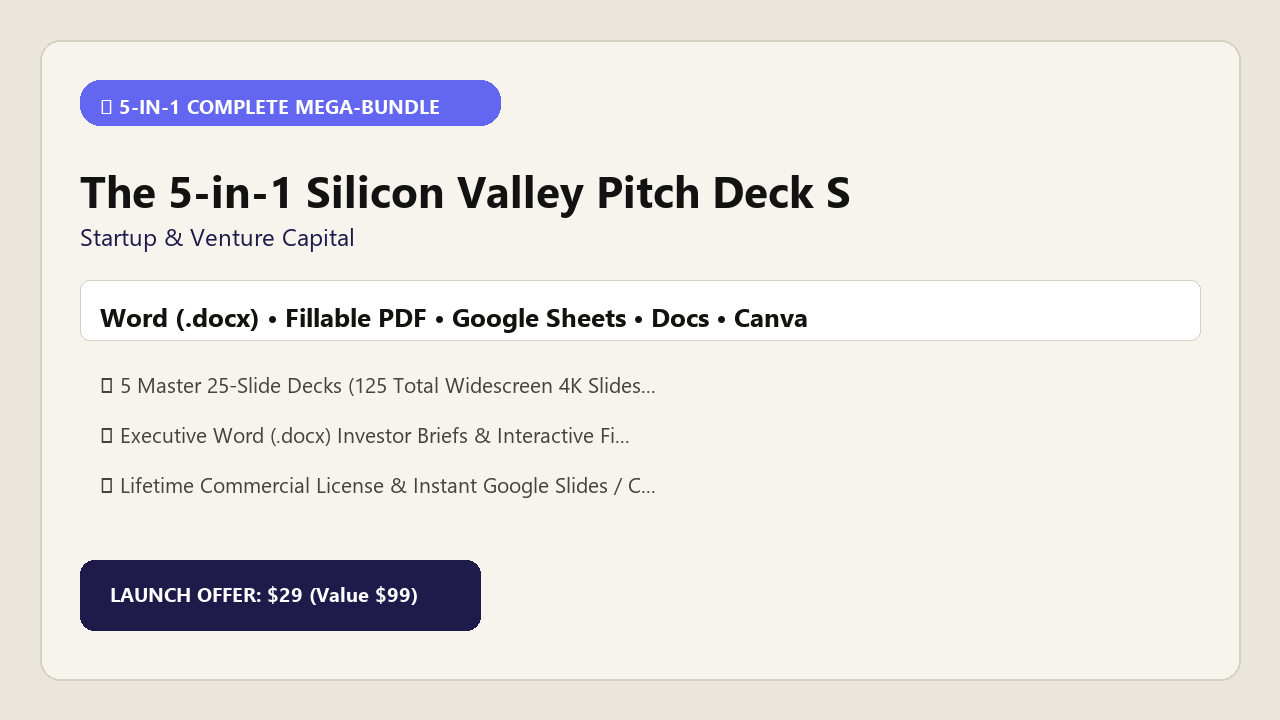 ▯ 5-IN-1 COMPLETE MEGA-BUNDLE
The 5-in-1 Silicon Valley Pitch Deck S
Startup & Venture Capital
Word (.docx) • Fillable PDF • Google Sheets • Docs • Canva
▯ 5 Master 25-Slide Decks (125 Total Widescreen 4K Slides...
▯ Executive Word (.docx) Investor Briefs & Interactive Fi...
▯ Lifetime Commercial License & Instant Google Slides / C...
LAUNCH OFFER: $29 (Value $99)